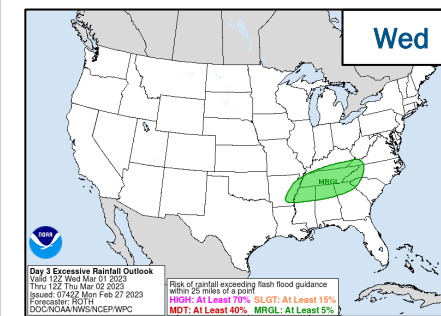 Wed
MRGL
NOAA
Day 3 Excessive Rainfall Outlook
Valid 12Z Wed Mar 01 2023
Thru 12Z Thu Mar 02 2023
Issued: 0742Z Mon Feb 27 2023
Forecaster: ROTH
DOC/NOAA/NWS/NCEP/WPC
Risk of rainfall exceeding flash flood guidance
within 25 miles of a point
HIGH: At Least 70% SLGT: At Least 15%
MDT: At Least 40% MRGL: At Least 5%